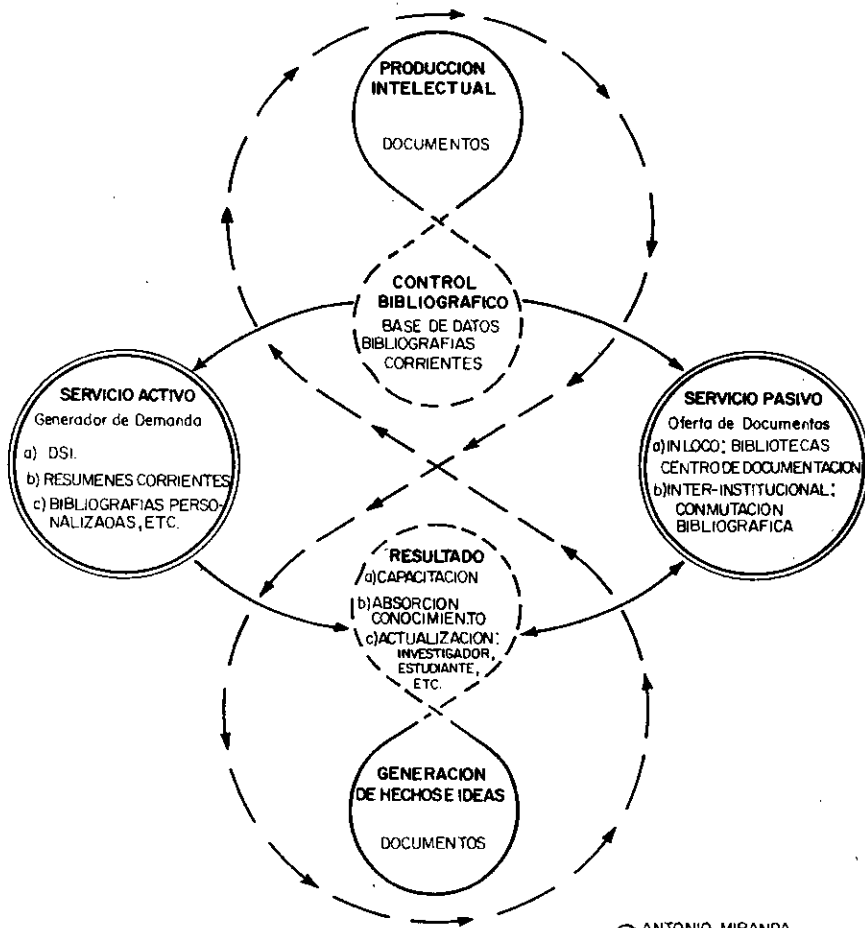 PRODUCCION
INTELECTUAL
DOCUMENTOS
CONTROL
BIBLIOGRAFICO
BASE DE DATOS
BIBLIOGRAFIAS
CORRIENTES
SERVICIO ACTIVO
Generador de Demanda
a) DSI.
b) RESUMENES CORRIENTES
c) BIBLIOGRAFIAS PERSO-
NALIZADAS, ETC.
SERVICIO PASIVO
Oferta de Documentos
a) IN LOCO: BIBLIOTECAS
CENTRO DE DOCUMENTACION
b) INTER-INSTITUCIONAL:
CONMUTACION
BIBLIOGRAFICA
RESULTADO
a) CAPACITACION
b) ABSORCION
CONOCIMIENTO
c) ACTUALIZACION:
INVESTIGADOR,
ESTUDIANTE,
ETC.
GENERACION
DE HECHOS E IDEAS
DOCUMENTOS
© ANTONIO MIRANDA